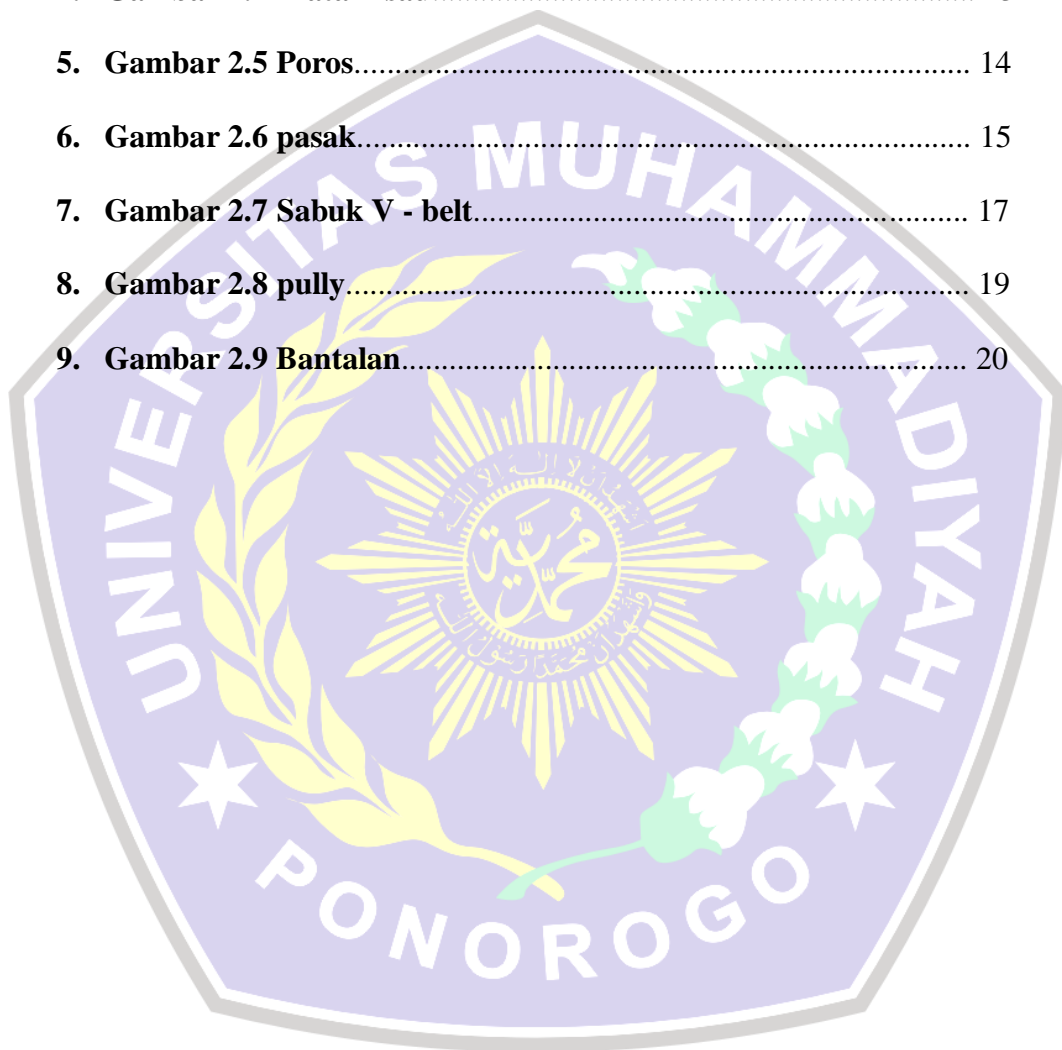 5. Gambar 2.5 Poros........................................................................... 14
6. Gambar 2.6 pasak........................................................................... 15
7. Gambar 2.7 Sabuk V - belt............................................................. 17
8. Gambar 2.8 pully............................................................................ 19
9. Gambar 2.9 Bantalan..................................................................... 20
UNIVERSITAS MUHAMMADIYAH
PONOROGO